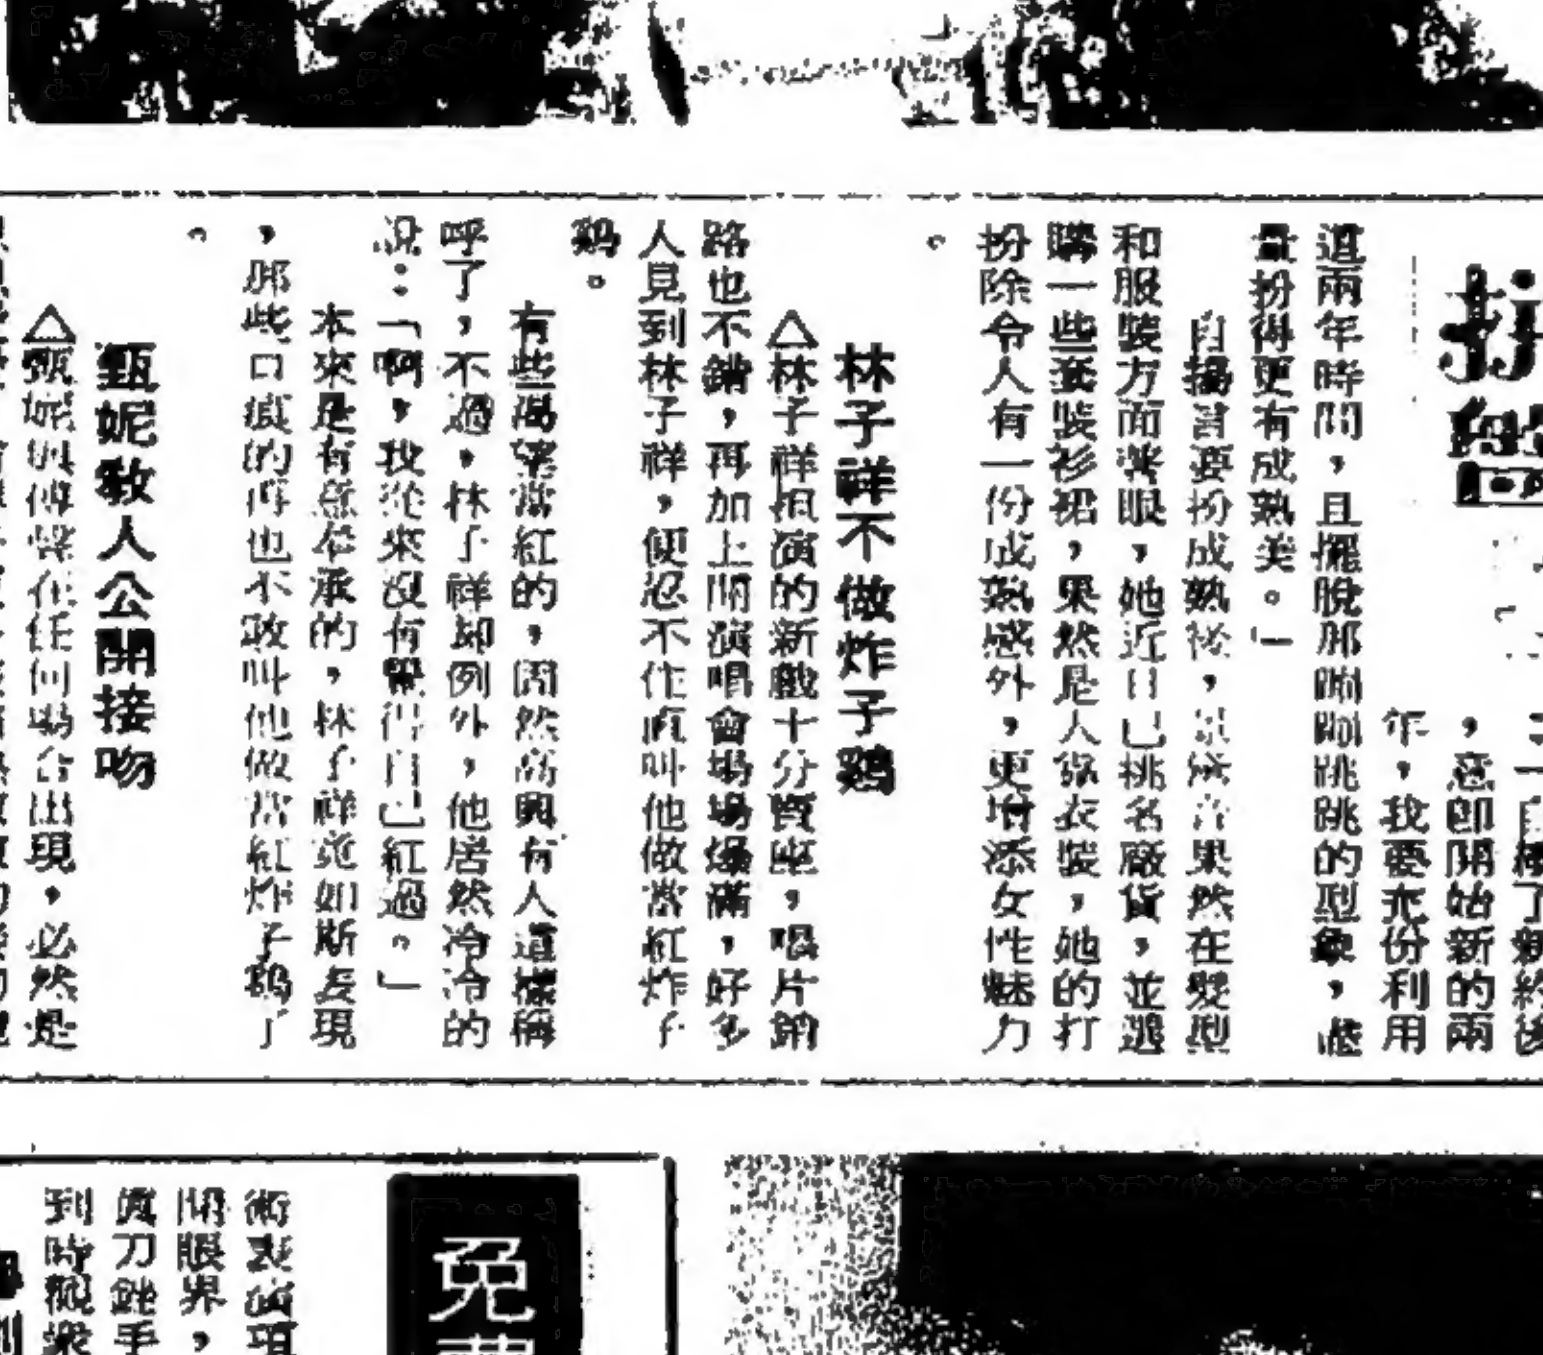 打
了新約後
，意即開始新的兩
年，我要充份利用
這兩年時間，且擺脫那蹦蹦跳跳的型象，
量扮得更有成熟美。」
自揚言要扮成熟後，果然在髮型
和服裝方面著眼，她近日已挑名廠貨，並選
購一些套裝衫裙，果然是人靠衣裝，她的打
扮除令人有一份成熟感外，更增添女性魅力
。
林子祥不做炸子鷄
△林子祥担演的新戲十分賣座，唱片銷
路也不錯，再加上開演唱會場場爆滿，好多
人見到林子祥，便忍不住直叫他做當紅炸子
鷄。
有些渴望當紅的，固然高興有人這樣稱
呼了，不過，林子祥却例外，他居然冷冷的
說：「啊，我從來沒有覺得自己紅過。」
本來是有意奉承的，林子祥竟如斯表現
，那些口痕的再也不敢叫他做當紅炸子鷄了
。
甄妮敎人公開接吻
△甄妮與傅聲在任何場合出現，必然是
術表演項
開眼界，
眞刀鋒手
到時觀衆
免費